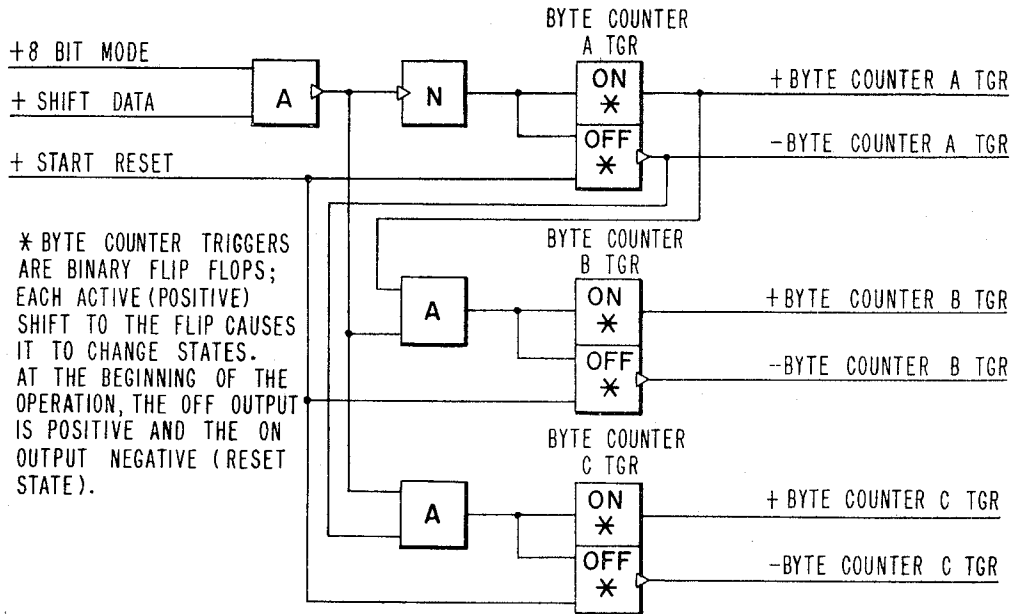 BYTE COUNTER
A TGR
+8 BIT MODE
+ SHIFT DATA
+ START RESET
A
N
ON
*
OFF
*
+BYTE COUNTER A TGR
-BYTE COUNTER A TGR
* BYTE COUNTER TRIGGERS
ARE BINARY FLIP FLOPS;
EACH ACTIVE (POSITIVE)
SHIFT TO THE FLIP CAUSES
IT TO CHANGE STATES.
AT THE BEGINNING OF THE
OPERATION, THE OFF OUTPUT
IS POSITIVE AND THE ON
OUTPUT NEGATIVE (RESET
STATE).
BYTE COUNTER
B TGR
A
ON
*
OFF
*
+BYTE COUNTER B TGR
-BYTE COUNTER B TGR
BYTE COUNTER
C TGR
A
ON
*
OFF
*
+ BYTE COUNTER C TGR
-BYTE COUNTER C TGR